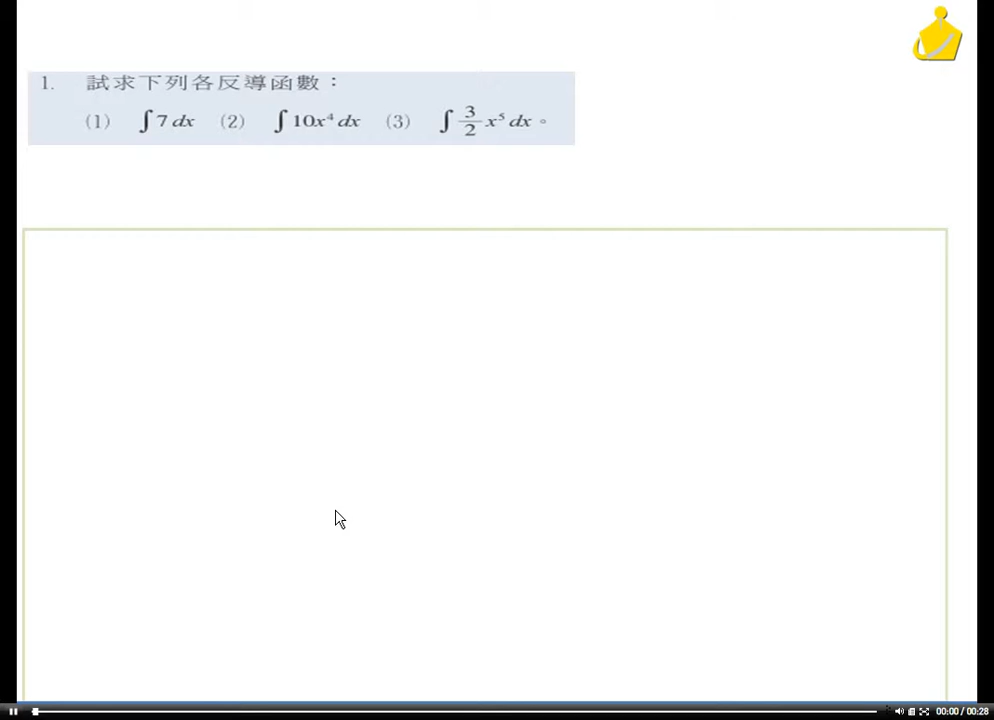 1. 試求下列各反導函數：
(1) ∫ 7 dx (2) ∫ 10x⁴ dx (3) ∫ 3/2 x⁵ dx。
00:00 / 00:28